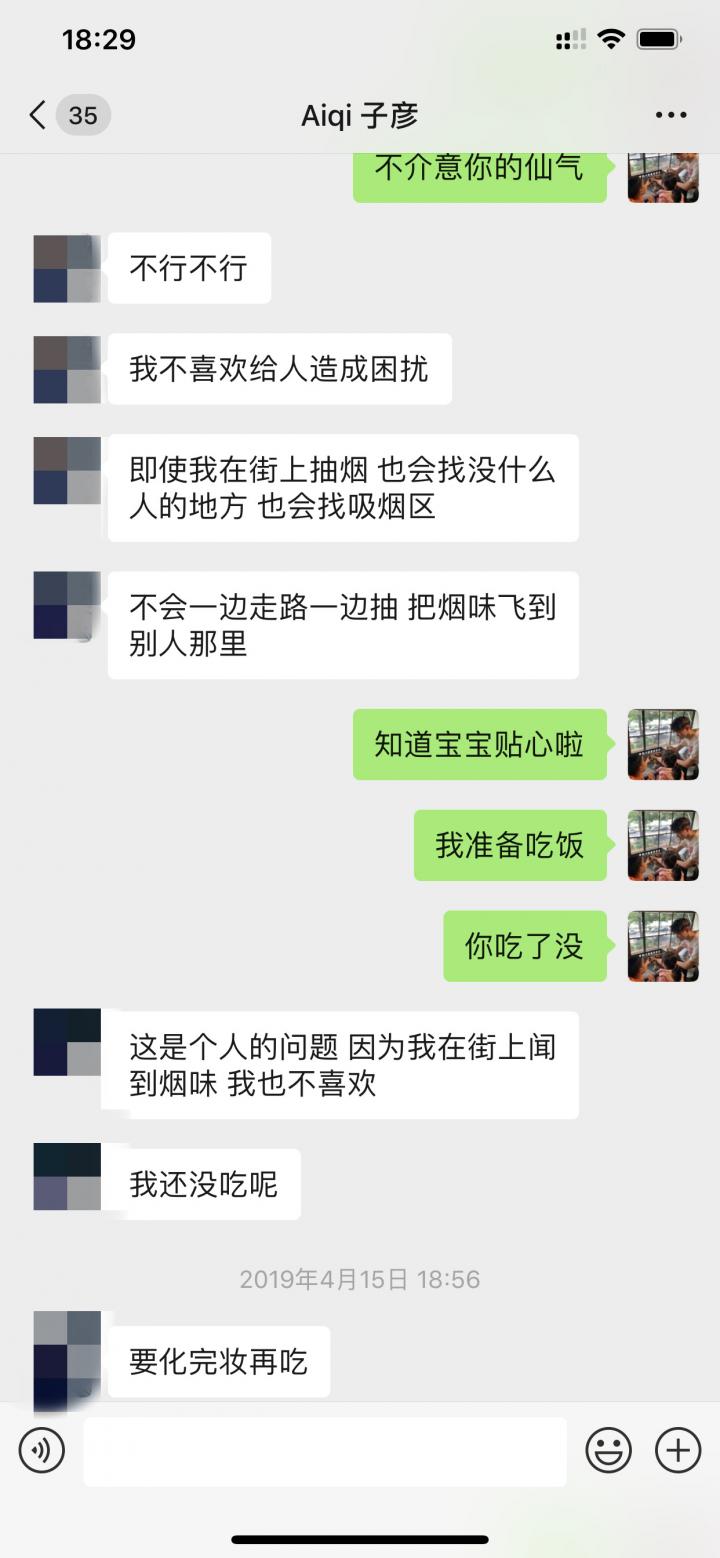 18:29
35
Aiqi 子彦
不介意你的仙气
不行不行
我不喜欢给人造成困扰
即使我在街上抽烟 也会找没什么
人的地方 也会找吸烟区
不会一边走路一边抽 把烟味飞到
别人那里
知道宝宝贴心啦
我准备吃饭
你吃了没
这是个人的问题 因为我在街上闻
到烟味 我也不喜欢
我还没吃呢
2019年4月15日 18:56
要化完妆再吃